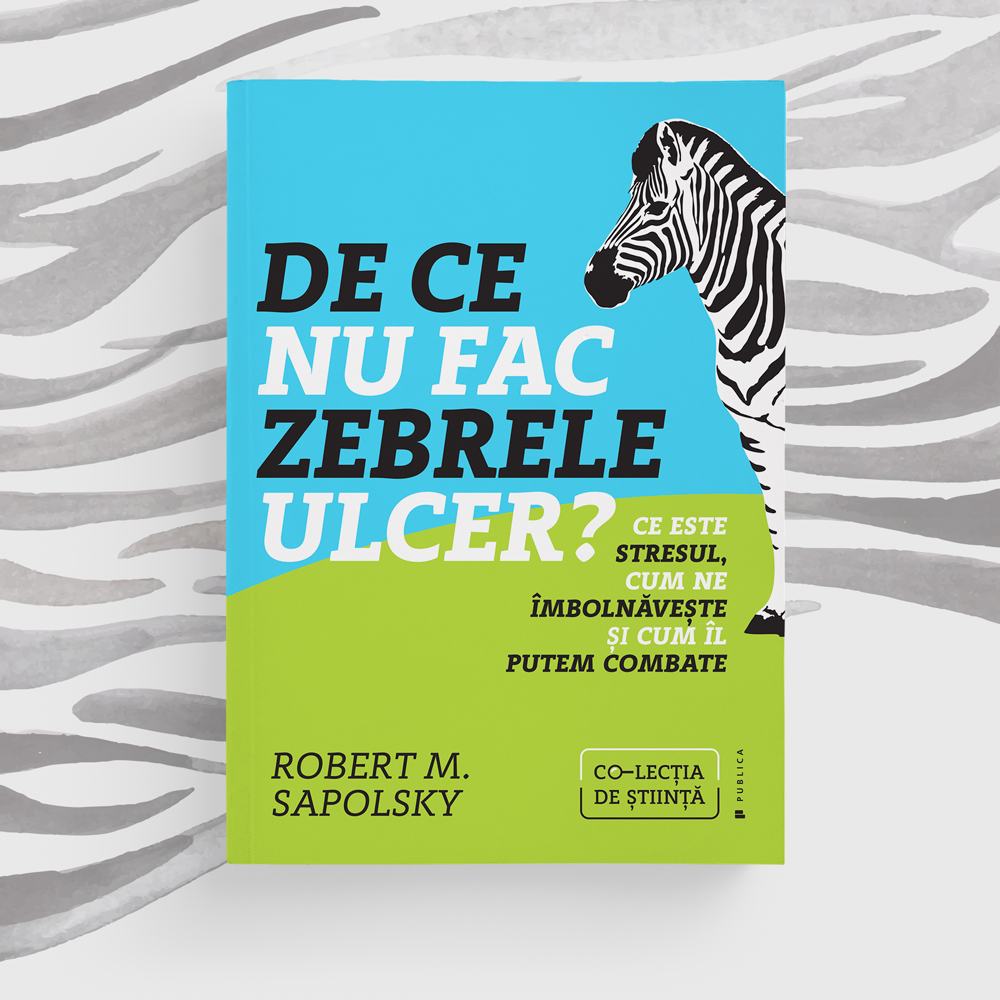 DE CE
NU FAC
ZEBRELE
ULCER?
CE ESTE
STRESUL,
CUM NE
ÎMBOLNĂVEȘTE
ȘI CUM ÎL
PUTEM COMBATE
ROBERT M.
SAPOLSKY
CO–LECȚIA
DE ȘTIINȚĂ
PUBLICA